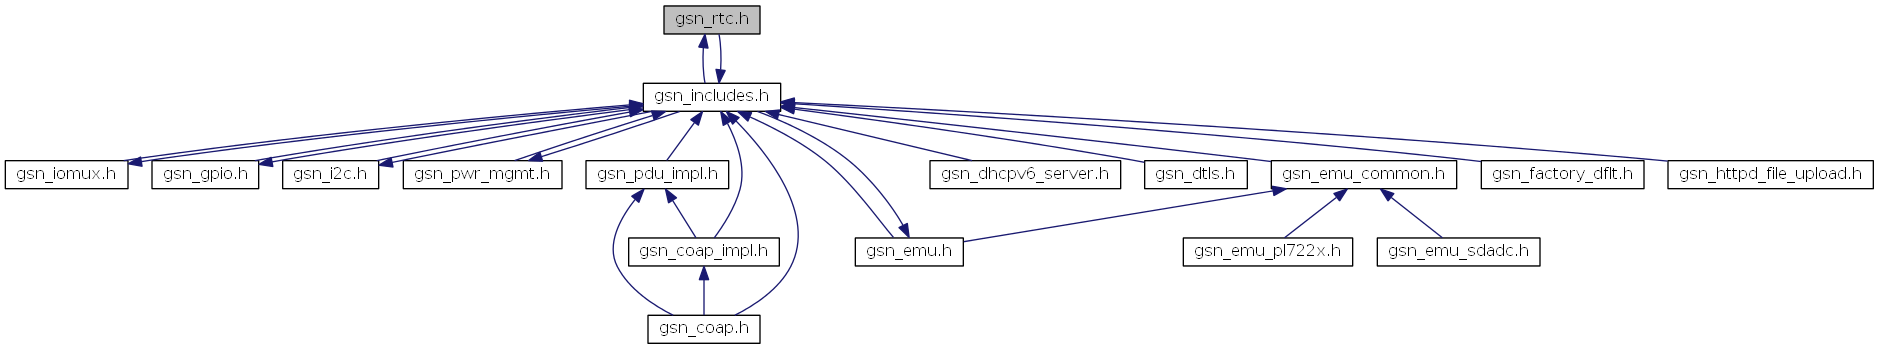 gsn_rtc.h
gsn_includes.h
gsn_iomux.h
gsn_gpio.h
gsn_i2c.h
gsn_pwr_mgmt.h
gsn_pdu_impl.h
gsn_dhcpv6_server.h
gsn_dtls.h
gsn_emu_common.h
gsn_factory_dflt.h
gsn_httpd_file_upload.h
gsn_coap_impl.h
gsn_emu.h
gsn_emu_pl722x.h
gsn_emu_sdadc.h
gsn_coap.h